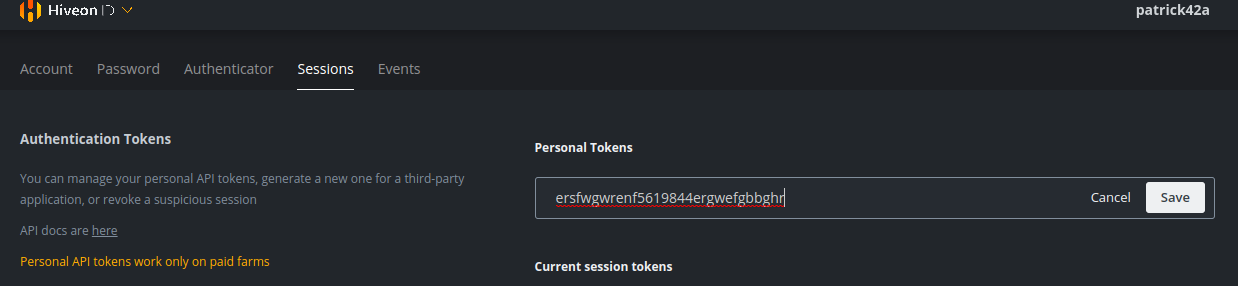 Hiveon ID
patrick42a
Account Password Authenticator Sessions Events
Authentication Tokens
You can manage your personal API tokens, generate a new one for a third-party
application, or revoke a suspicious session
API docs are here
Personal API tokens work only on paid farms
Personal Tokens
ersfwgwrenf5619844ergwefgbbghr Cancel Save
Current session tokens